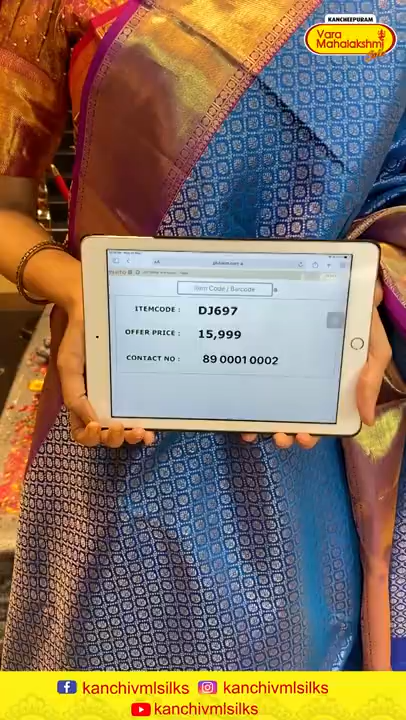 KANCHEEPURAM
Vara
Mahalakshmi
Silks
Item Code / Barcode
ITEMCODE : DJ697
OFFER PRICE : 15,999
CONTACT NO : 89 0001 0002
kanchivmlsilks kanchivmlsilks
kanchivmlsilks